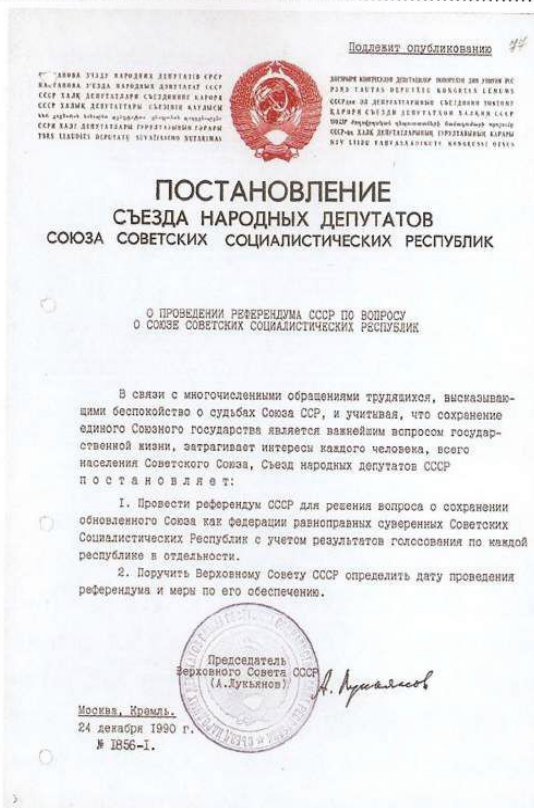 Подлежит опубликованию 77
ПОСТАНОВЛЕНИЕ
СЪЕЗДА НАРОДНЫХ ДЕПУТАТОВ
СОЮЗА СОВЕТСКИХ СОЦИАЛИСТИЧЕСКИХ РЕСПУБЛИК
О ПРОВЕДЕНИИ РЕФЕРЕНДУМА СССР ПО ВОПРОСУ
О СОЮЗЕ СОВЕТСКИХ СОЦИАЛИСТИЧЕСКИХ РЕСПУБЛИК
В связи с многочисленными обращениями трудящихся, высказываю-
щими беспокойство о судьбах Союза ССР, и учитывая, что сохранение
единого Союзного государства является важнейшим вопросом государ-
ственной жизни, затрагивает интересы каждого человека, всего
населения Советского Союза, Съезд народных депутатов СССР
п о с т а н о в л я е т:
I. Провести референдум СССР для решения вопроса о сохранении
обновленного Союза как федерации равноправных суверенных Советских
Социалистических Республик с учетом результатов голосования по каждой
республике в отдельности.
2. Поручить Верховному Совету СССР определить дату проведения
референдума и меры по его обеспечению.
Председатель
Верховного Совета СССР
(А.Лукьянов) А. Лукьянов
Москва, Кремль.
24 декабря 1990 г.
№ 1856-I.